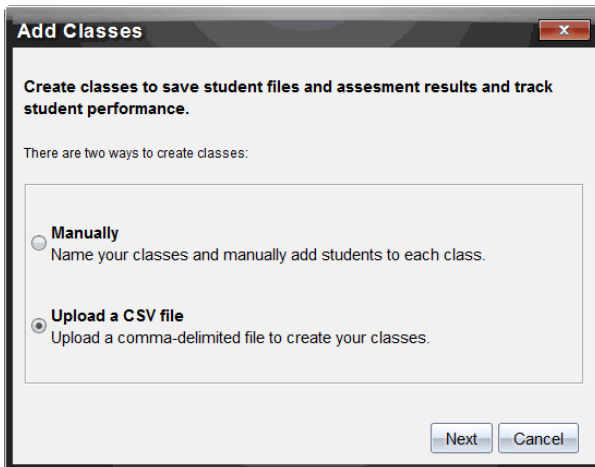 Add Classes
x
Create classes to save student files and assesment results and track
student performance.
There are two ways to create classes:
Manually
Name your classes and manually add students to each class.
Upload a CSV file
Upload a comma-delimited file to create your classes.
Next Cancel